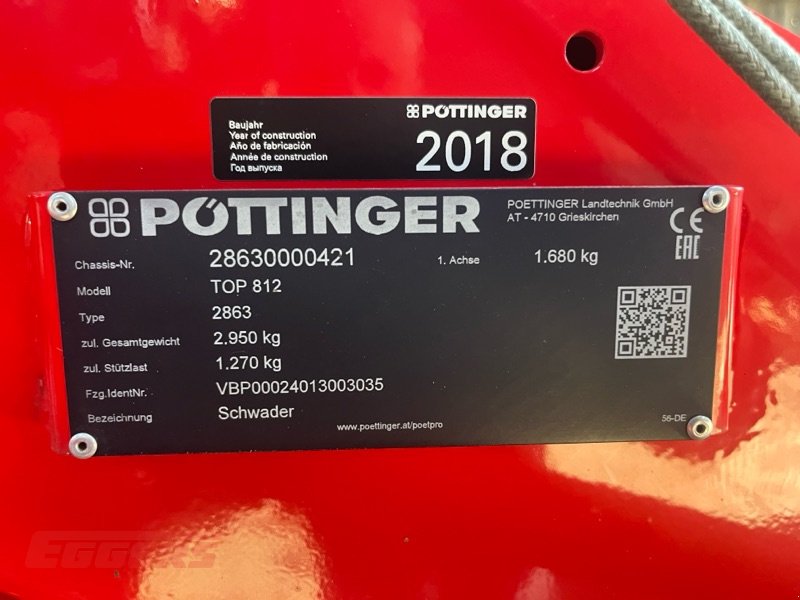 PÖTTINGER
Baujahr
Year of construction
Año de fabricación
Année de construction
Год выпуска
2018
PÖTTINGER
POETTINGER Landtechnik GmbH
AT - 4710 Grieskirchen
CE
EAC
Chassis-Nr. 28630000421 1. Achse 1.680 kg
Modell TOP 812
Type 2863
zul. Gesamtgewicht 2.950 kg
zul. Stützlast 1.270 kg
Fzg.IdentNr. VBP00024013003035
Bezeichnung Schwader
www.poettinger.at/poetpro
56-DE
EGGERS